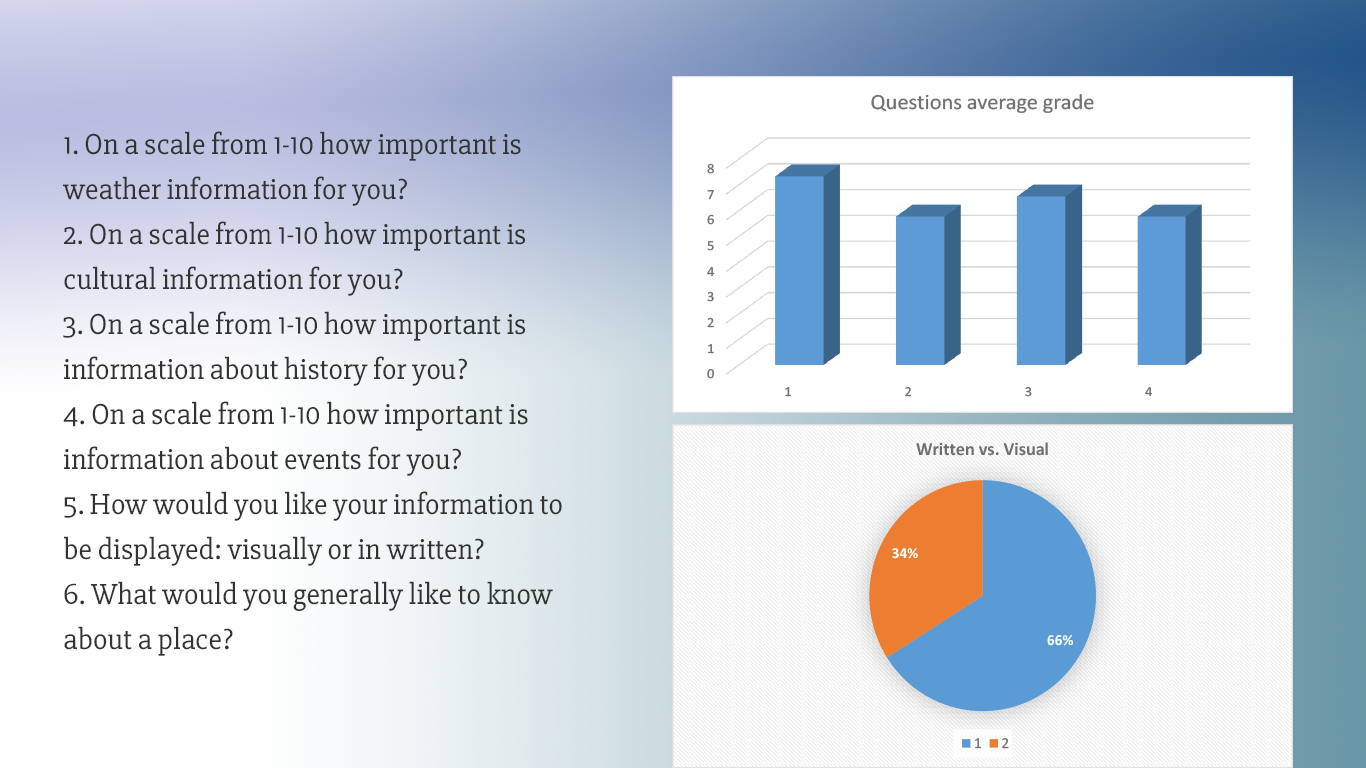 1. On a scale from 1-10 how important is
weather information for you?
2. On a scale from 1-10 how important is
cultural information for you?
3. On a scale from 1-10 how important is
information about history for you?
4. On a scale from 1-10 how important is
information about events for you?
5. How would you like your information to
be displayed: visually or in written?
6. What would you generally like to know
about a place?
Questions average grade
8
7
6
5
4
3
2
1
0
1 2 3 4
Written vs. Visual
34%
66%
1 2